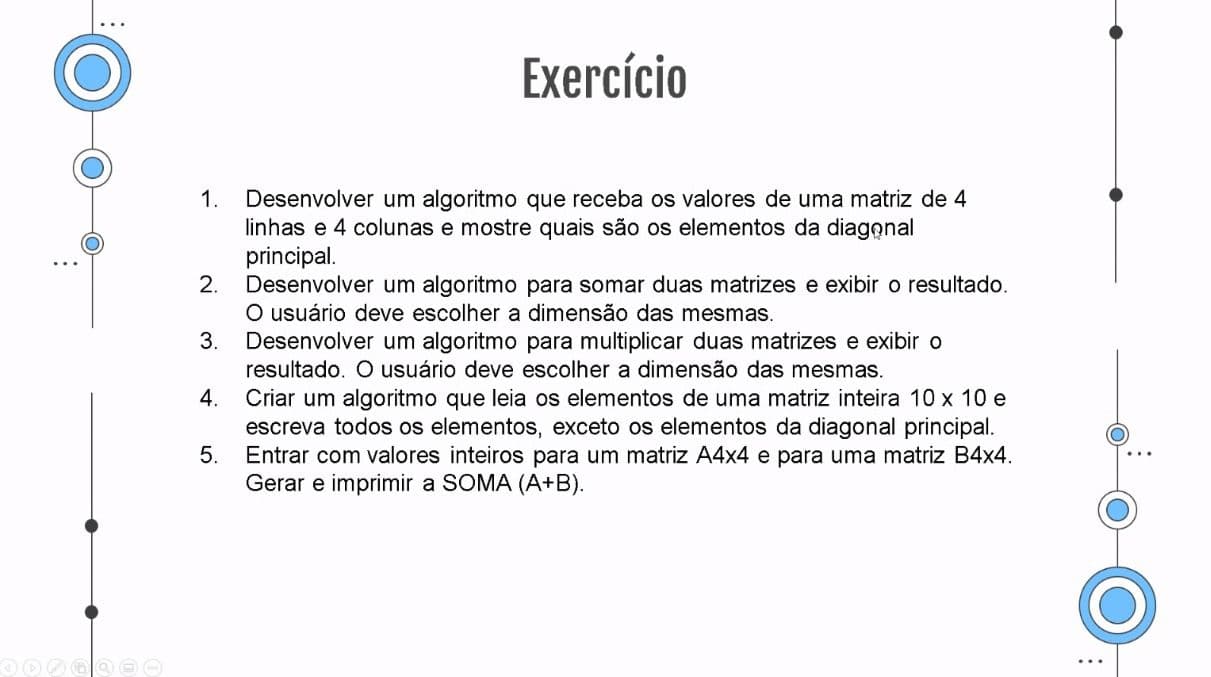 Exercício
1. Desenvolver um algoritmo que receba os valores de uma matriz de 4
linhas e 4 colunas e mostre quais são os elementos da diagonal
principal.
2. Desenvolver um algoritmo para somar duas matrizes e exibir o resultado.
O usuário deve escolher a dimensão das mesmas.
3. Desenvolver um algoritmo para multiplicar duas matrizes e exibir o
resultado. O usuário deve escolher a dimensão das mesmas.
4. Criar um algoritmo que leia os elementos de uma matriz inteira 10 x 10 e
escreva todos os elementos, exceto os elementos da diagonal principal.
5. Entrar com valores inteiros para um matriz A4x4 e para uma matriz B4x4.
Gerar e imprimir a SOMA (A+B).